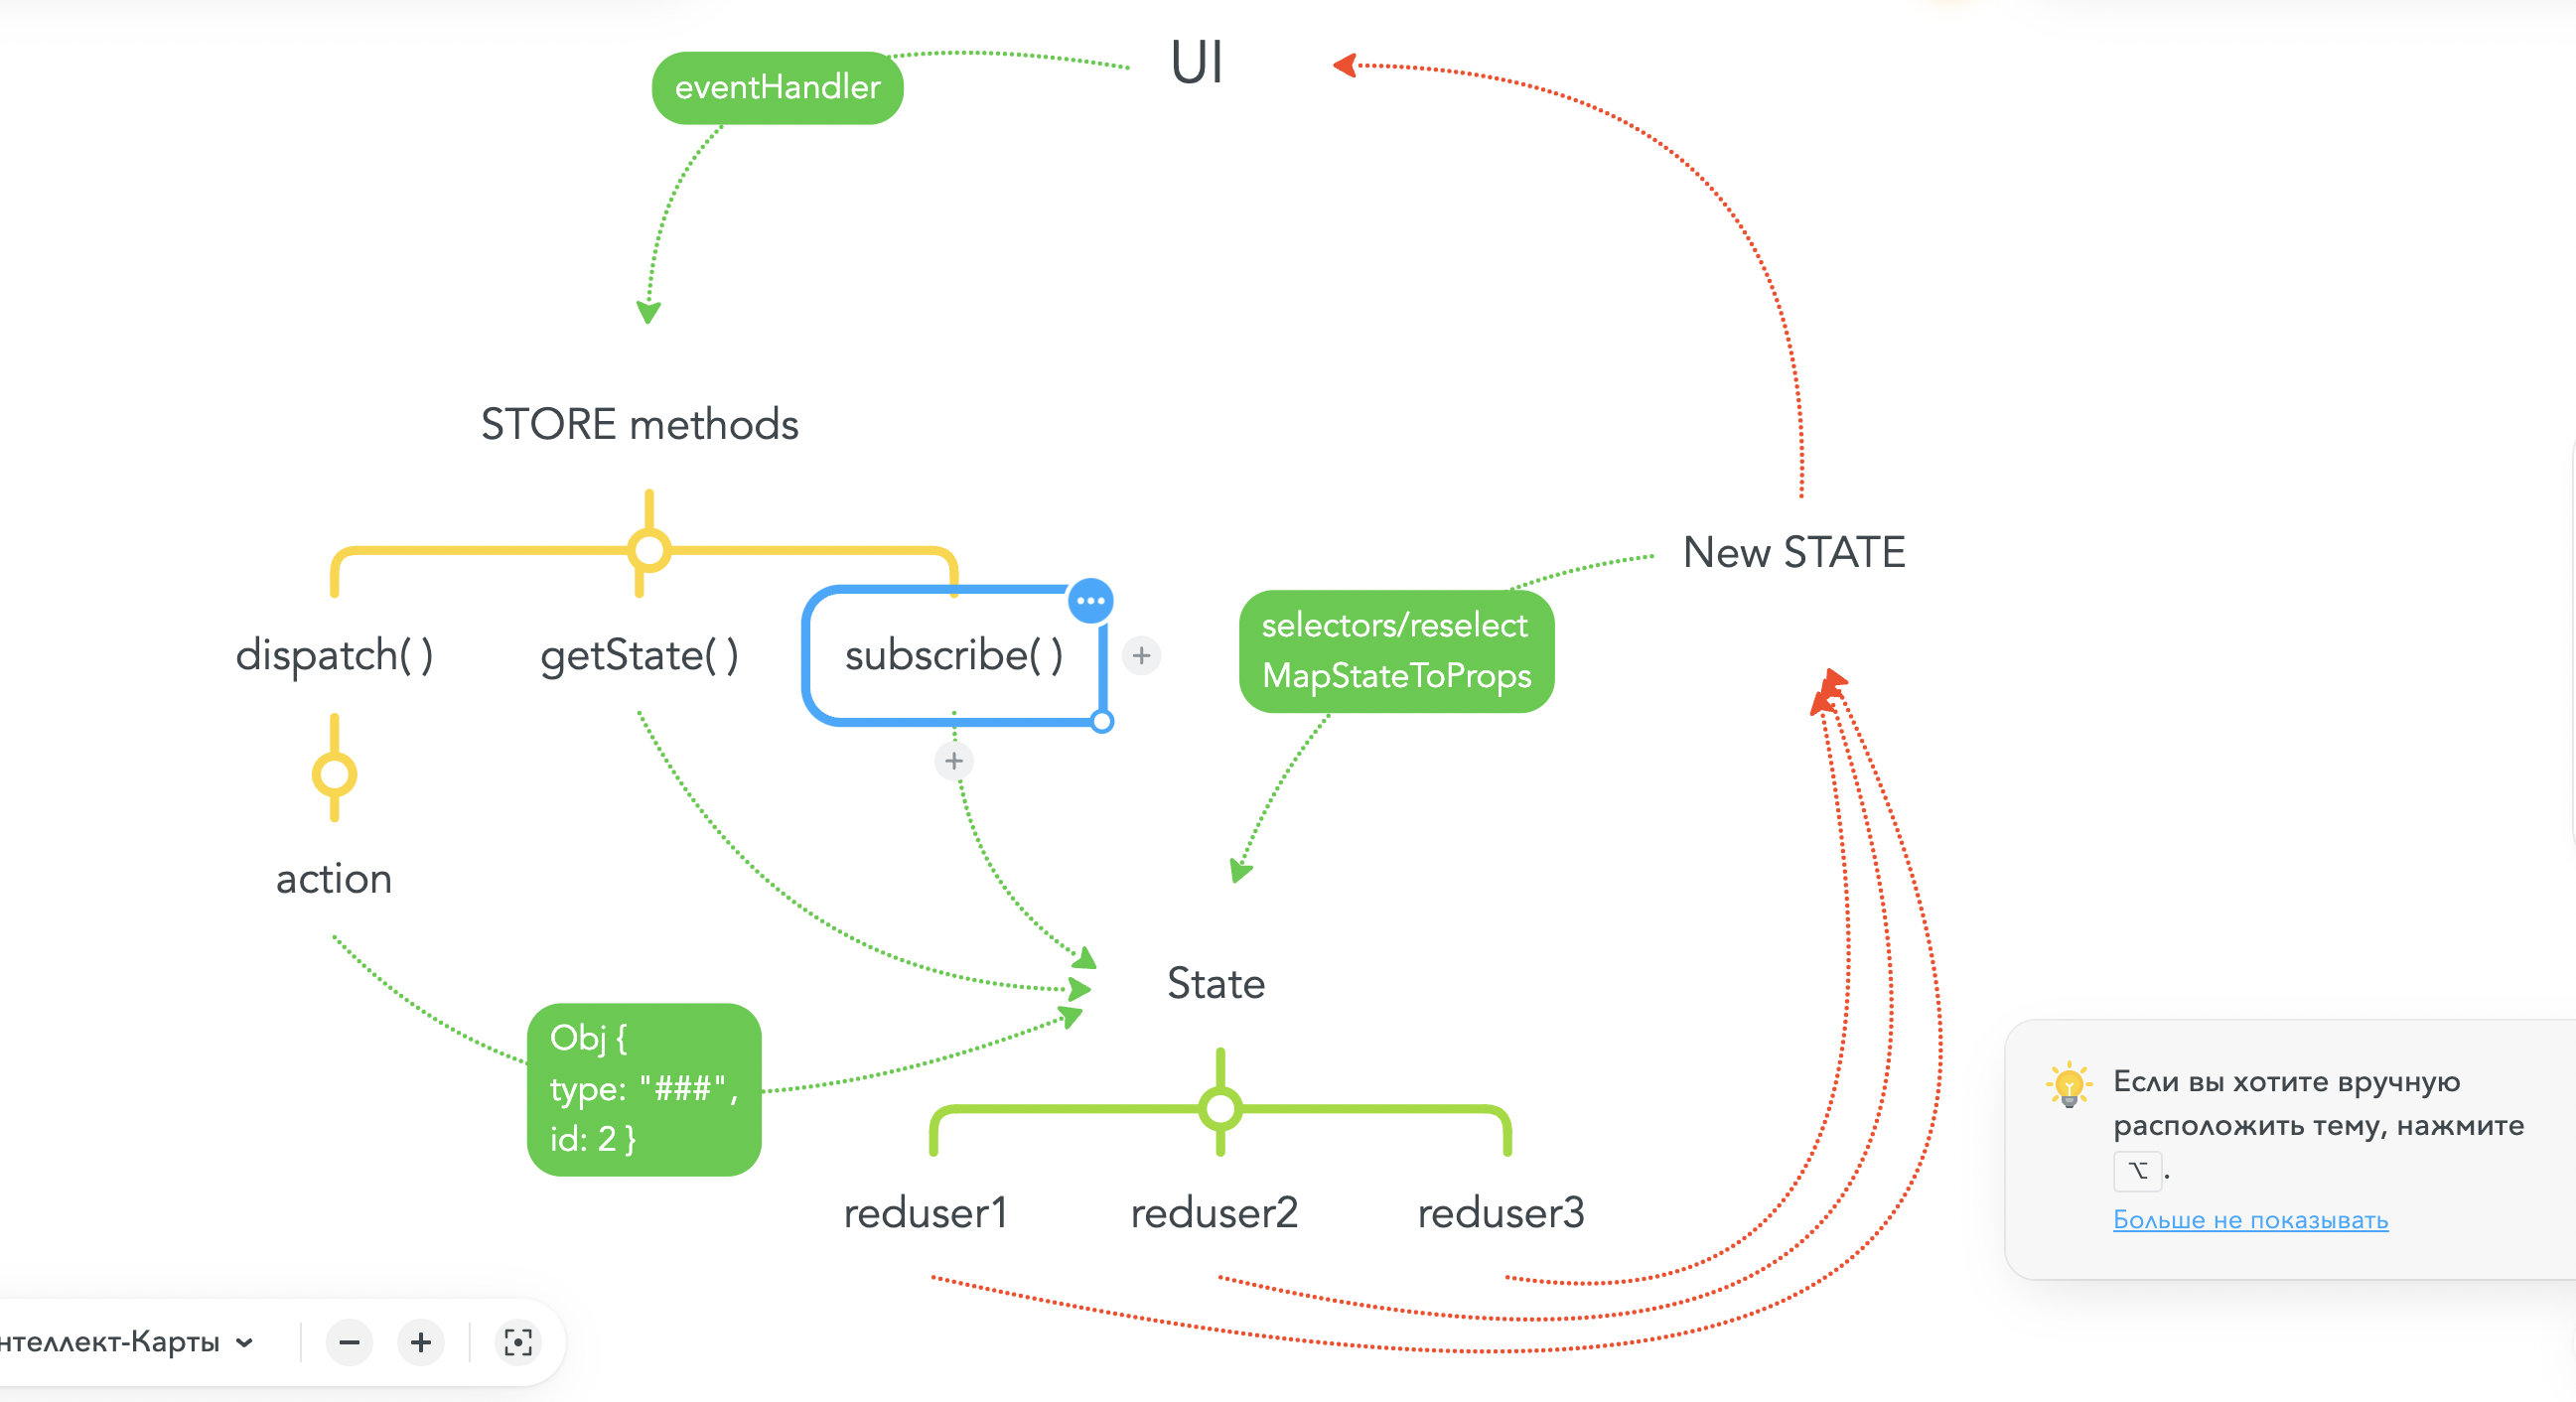 UI
eventHandler
STORE methods
dispatch( )
getState( )
subscribe( )
New STATE
selectors/reselect
MapStateToProps
action
State
Obj {
type: "###",
id: 2 }
reduser1
reduser2
reduser3
Если вы хотите вручную
расположить тему, нажмите
⌥.
Больше не показывать
нтеллект-Карты